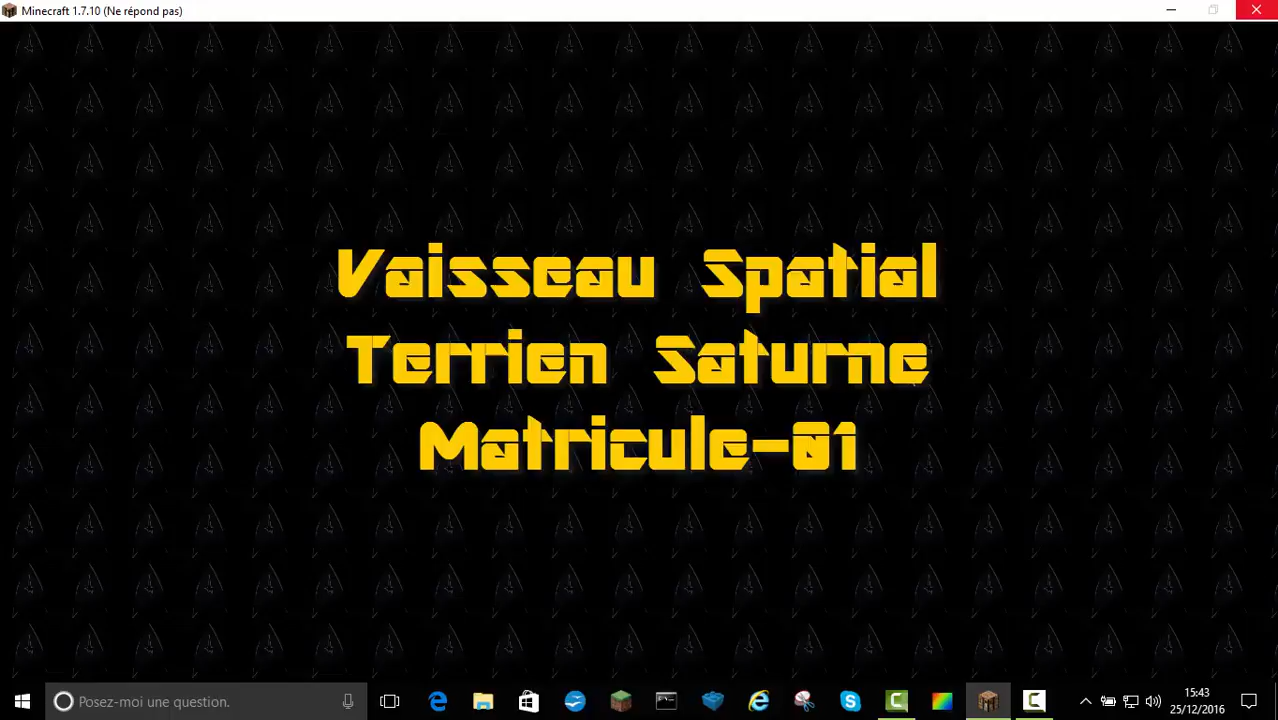 Minecraft 1.7.10 (Ne répond pas)
Vaisseau Spatial
Terrien Saturne
Matricule-01
Posez-moi une question.
15:43
25/12/2016